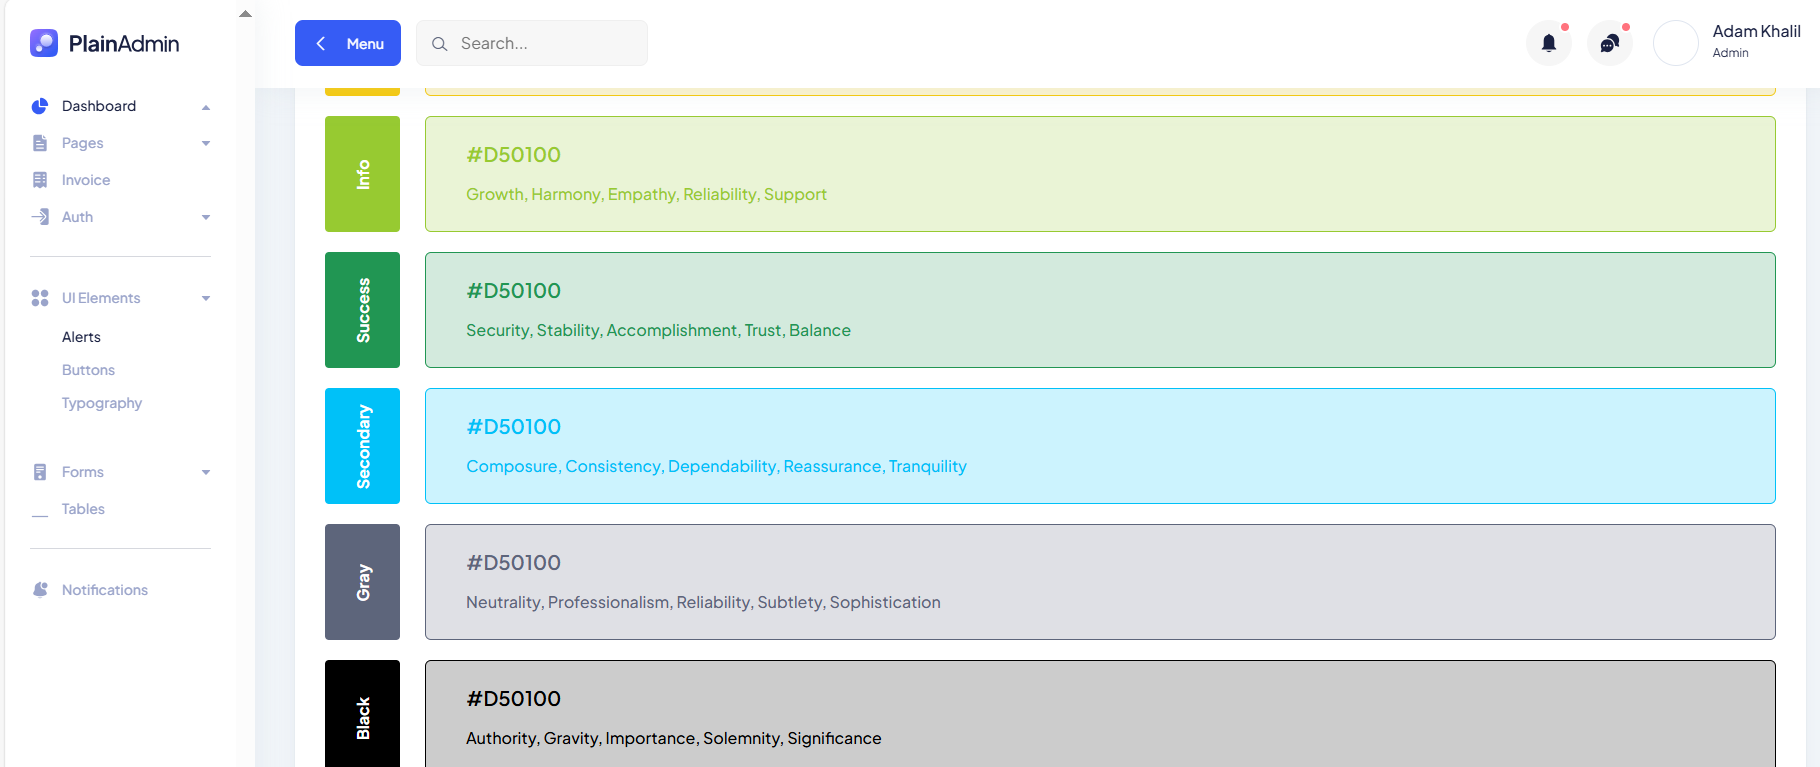 PlainAdmin
Menu
Search...
Adam Khalil
Admin
Dashboard
Pages
Invoice
Auth
UI Elements
Alerts
Buttons
Typography
Forms
Tables
Notifications
Info
#D50100
Growth, Harmony, Empathy, Reliability, Support
Success
#D50100
Security, Stability, Accomplishment, Trust, Balance
Secondary
#D50100
Composure, Consistency, Dependability, Reassurance, Tranquility
Gray
#D50100
Neutrality, Professionalism, Reliability, Subtlety, Sophistication
Black
#D50100
Authority, Gravity, Importance, Solemnity, Significance